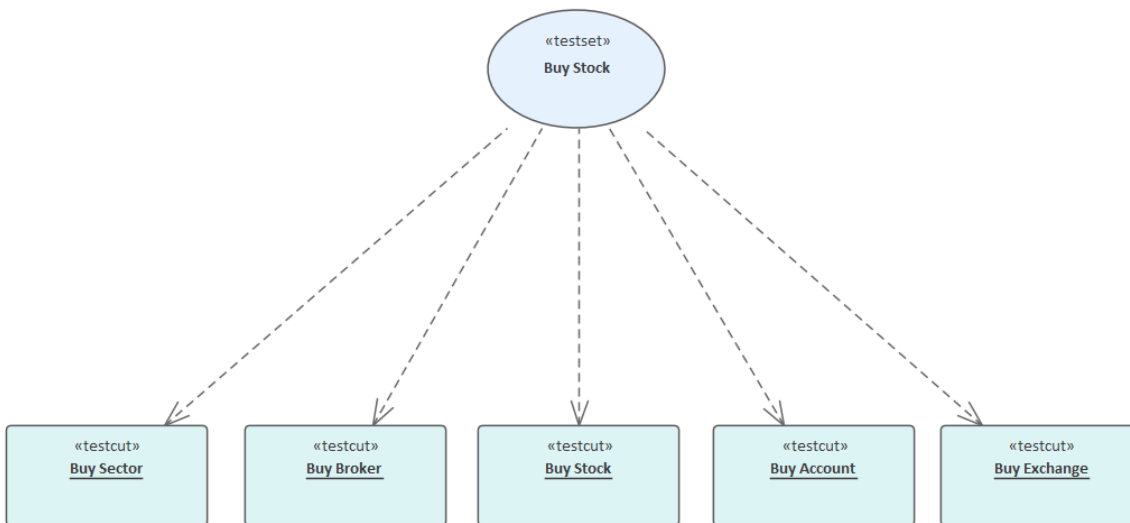 «testset»
Buy Stock
«testcut»
Buy Sector
«testcut»
Buy Broker
«testcut»
Buy Stock
«testcut»
Buy Account
«testcut»
Buy Exchange